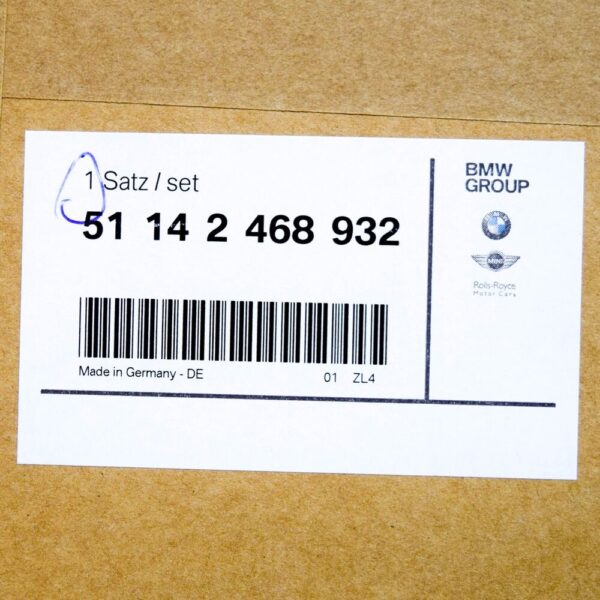 1 Satz / set
51 14 2 468 932
Made in Germany - DE
01 ZL4
BMW
GROUP
MINI
Rolls-Royce
Motor Cars